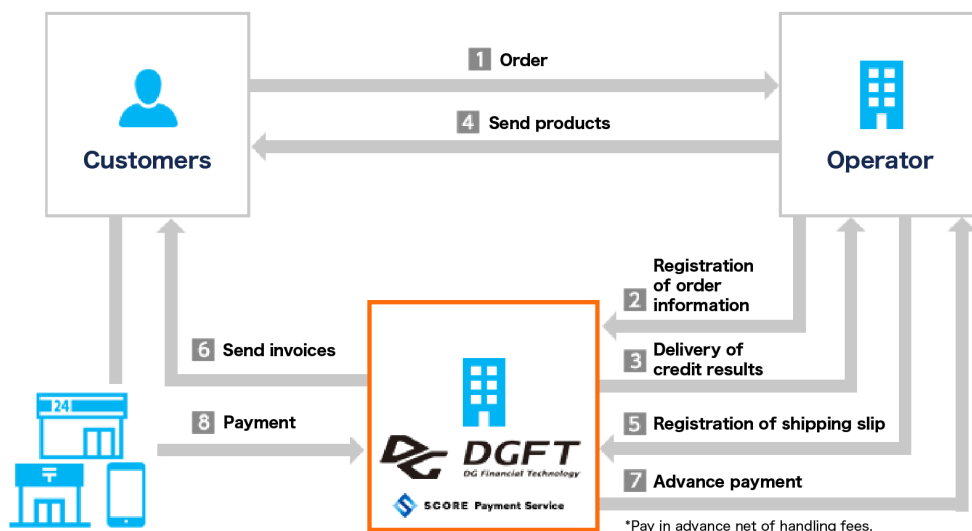 1 Order
4 Send products
Customers
Operator
2 Registration
of order
information
3 Delivery of
credit results
6 Send invoices
8 Payment
5 Registration of shipping slip
7 Advance payment
24
〒
DG DGFT
DG Financial Technology
SCORE Payment Service
*Pay in advance net of handling fees.